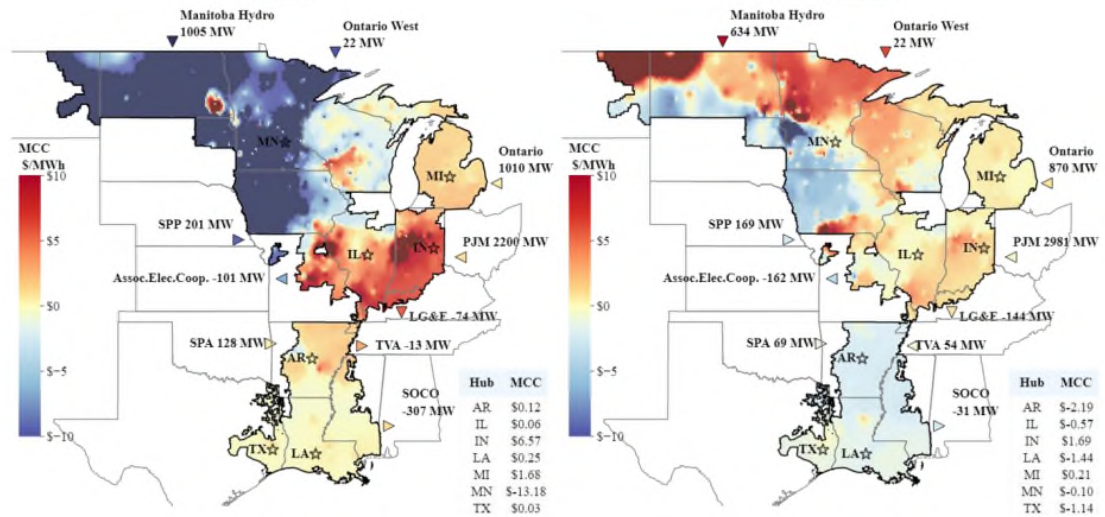 Manitoba Hydro
1005 MW
Ontario West
22 MW
MN
MI
Ontario
1010 MW
MCC
$/MWh
$10
$5
$0
$-5
$-10
SPP 201 MW
IL
IN
PJM 2200 MW
Assoc.Elec.Coop. -101 MW
LG&E -74 MW
SPA 128 MW
AR
TVA -13 MW
SOCO
-307 MW
TX
LA
Hub MCC
AR $0.12
IL $0.06
IN $6.57
LA $0.25
MI $1.68
MN $-13.18
TX $0.03
Manitoba Hydro
634 MW
Ontario West
22 MW
MN
MI
Ontario
870 MW
MCC
$/MWh
$10
$5
$0
$-5
$-10
SPP 169 MW
IL
IN
PJM 2981 MW
Assoc.Elec.Coop. -162 MW
LG&E -144 MW
SPA 69 MW
AR
TVA 54 MW
SOCO
-31 MW
TX
LA
Hub MCC
AR $-2.19
IL $-0.57
IN $1.69
LA $-1.44
MI $0.21
MN $-0.10
TX $-1.14